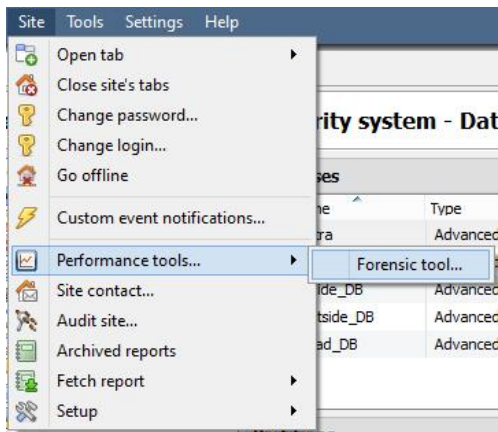 Site Tools Settings Help
Open tab
Close site's tabs
Change password...
rity system - Dat
Change login...
Go offline
ses
ne Type
Custom event notifications...
tra Advanced
Performance tools...
Forensic tool...
Site contact...
ide_DB Advanced
Audit site...
tside_DB Advanced
Archived reports
ad_DB Advanced
Fetch report
Setup